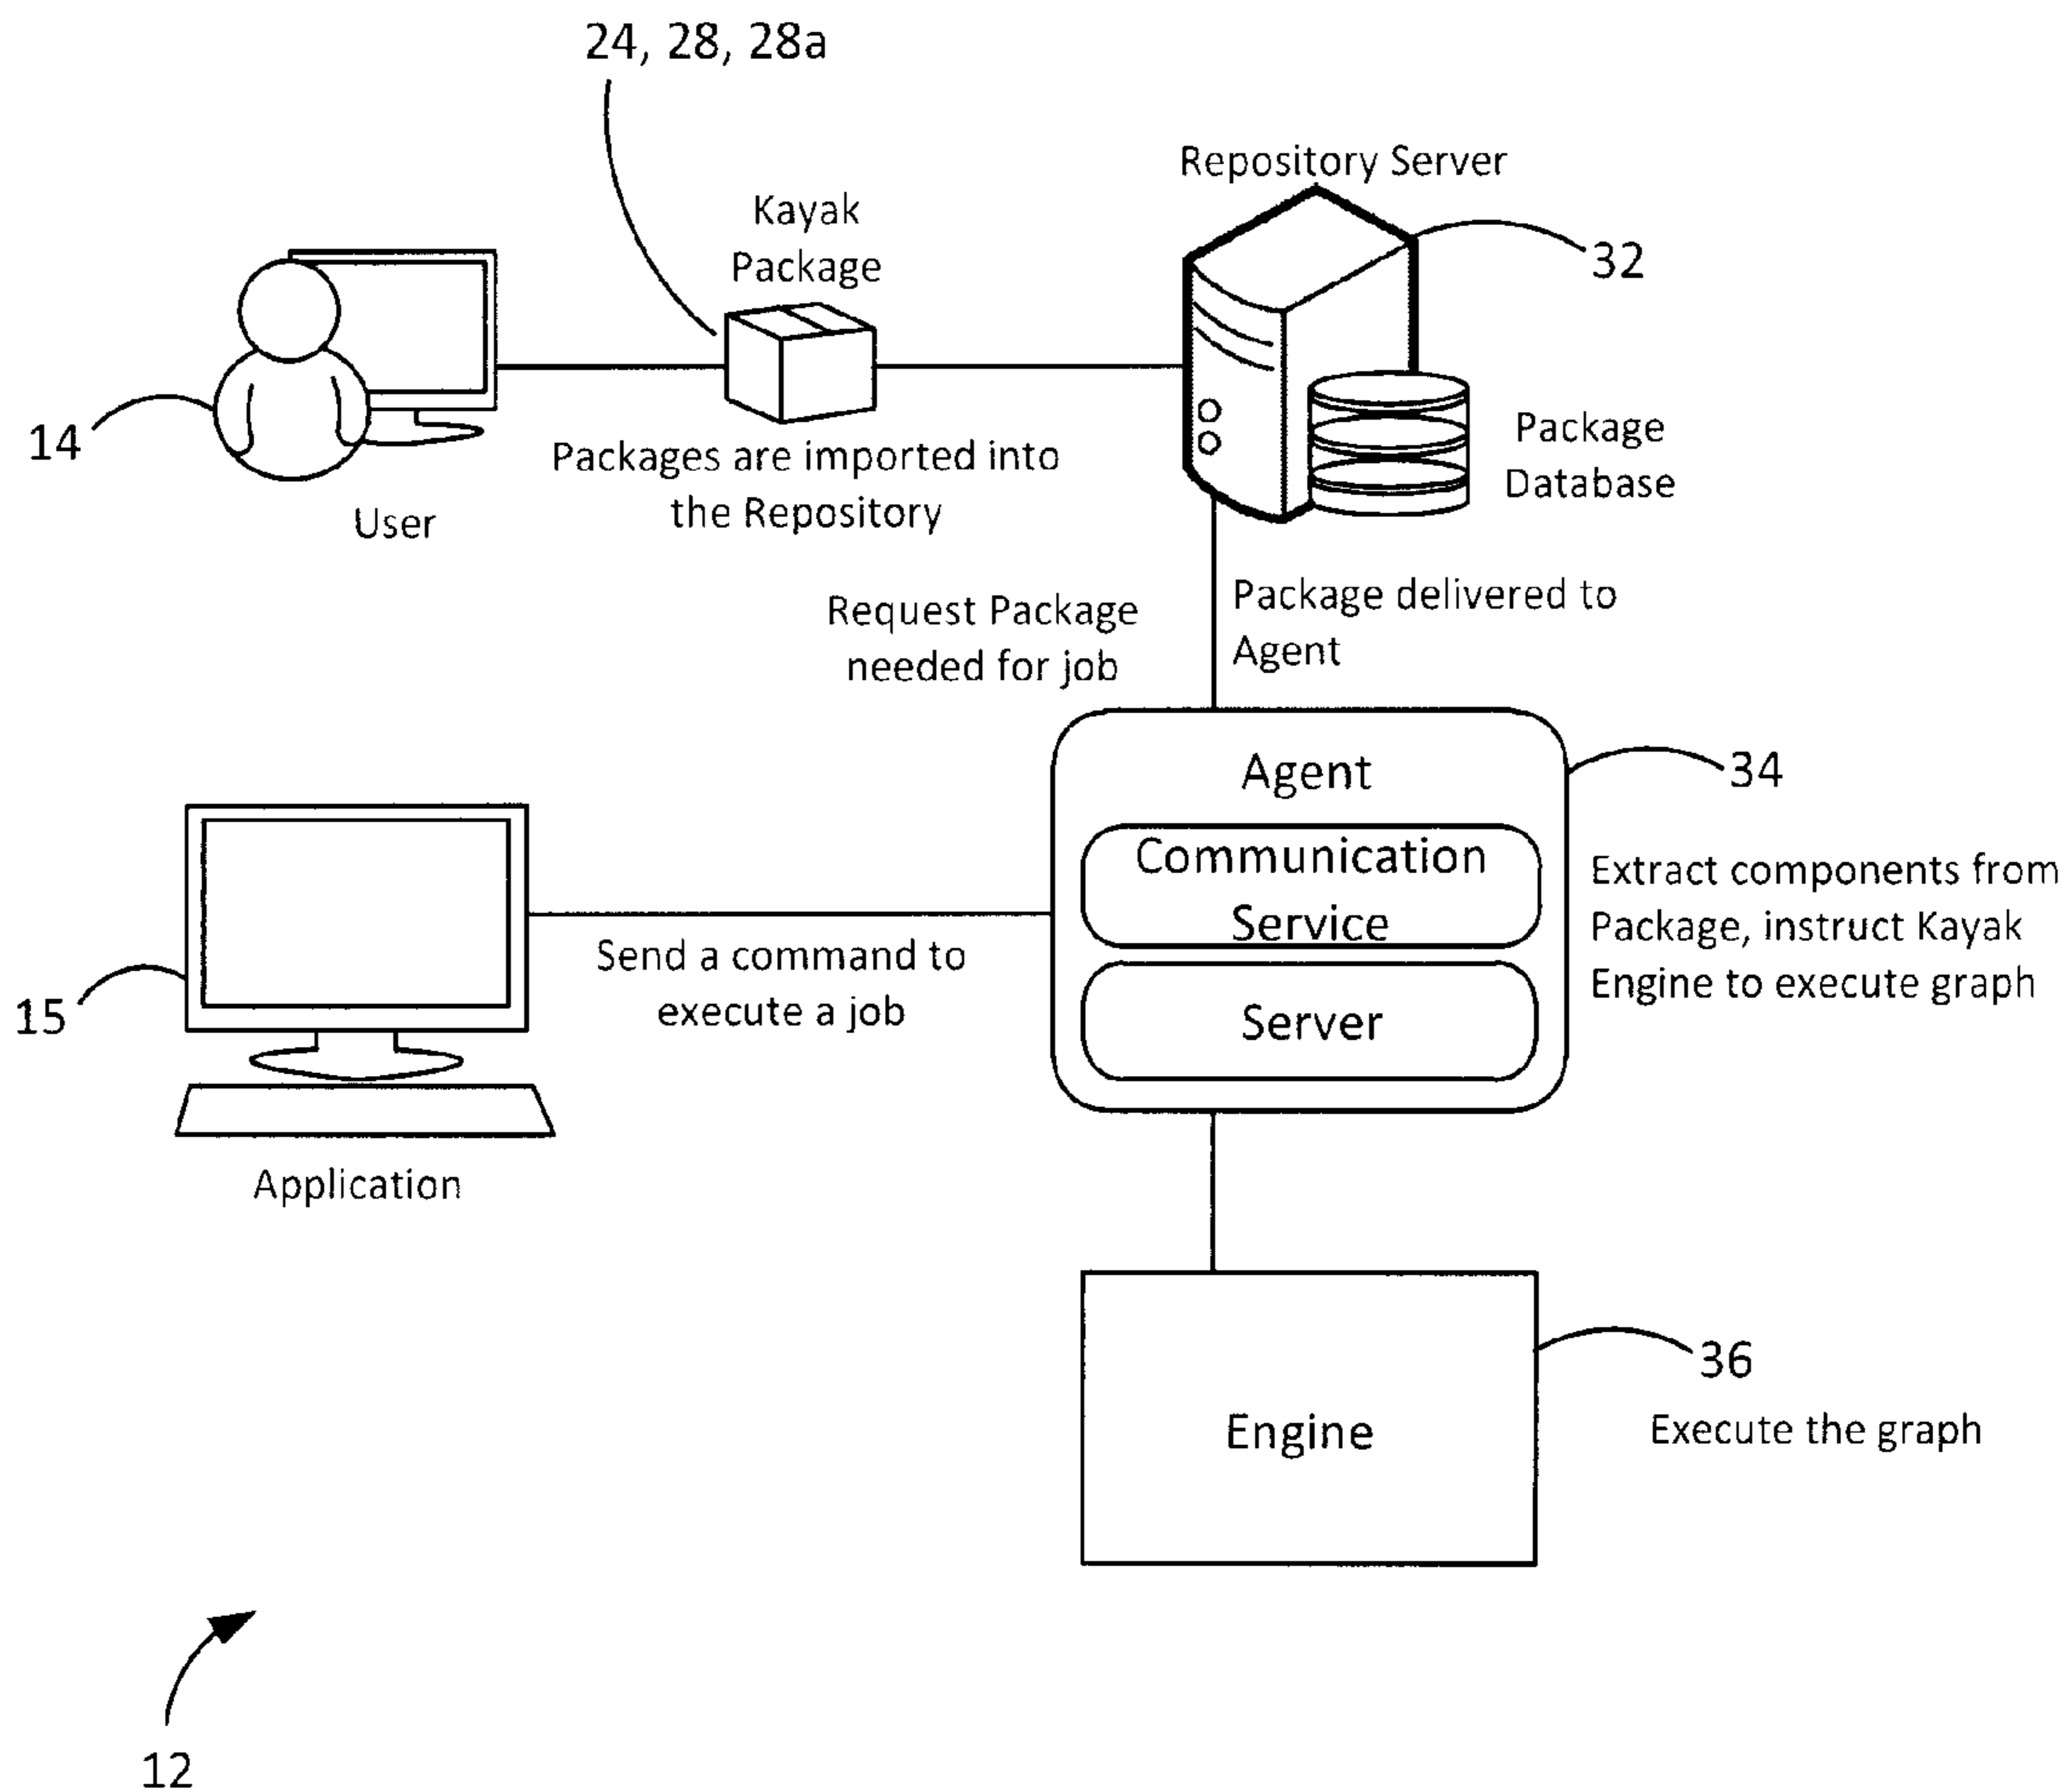 24, 28, 28a
Repository Server
Kayak
Package
32
14
Package
Database
Packages are imported into
the Repository
User
Request Package
needed for job
Package delivered to
Agent
Agent
34
Communication
Service
Extract components from
Package, instruct Kayak
Engine to execute graph
Send a command to
execute a job
15
Server
Application
36
Engine
Execute the graph
12